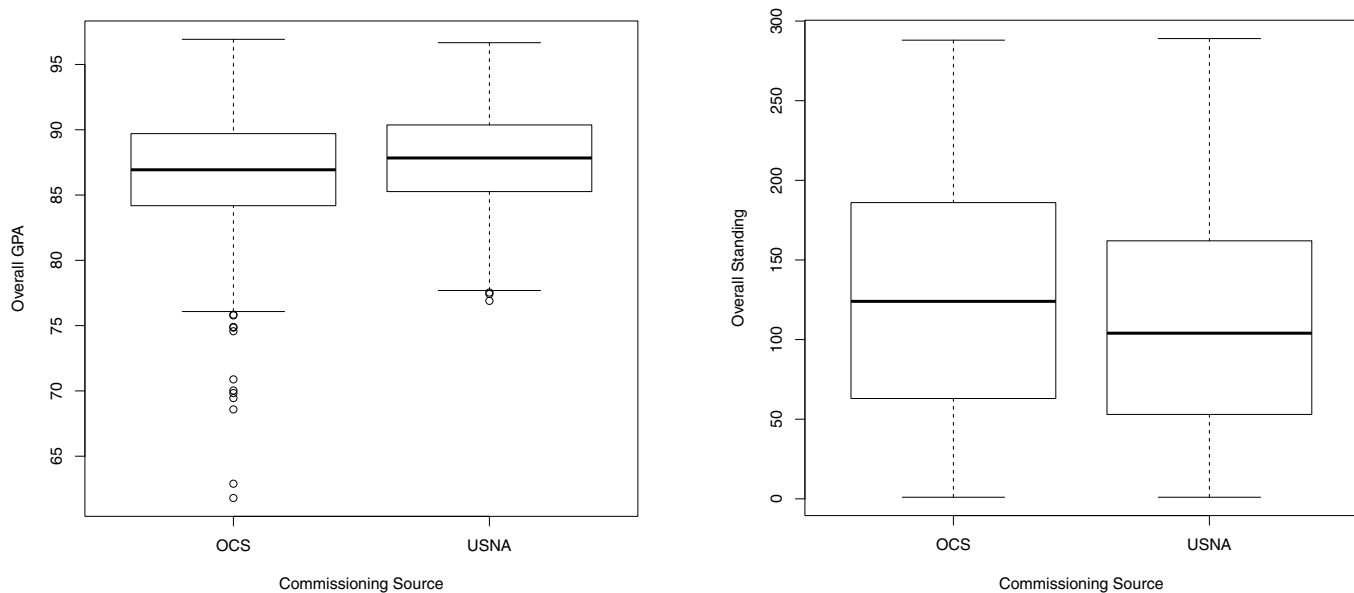 95
90
85
80
75
70
65
Overall GPA
OCS
USNA
Commissioning Source
300
250
200
150
100
50
0
Overall Standing
OCS
USNA
Commissioning Source